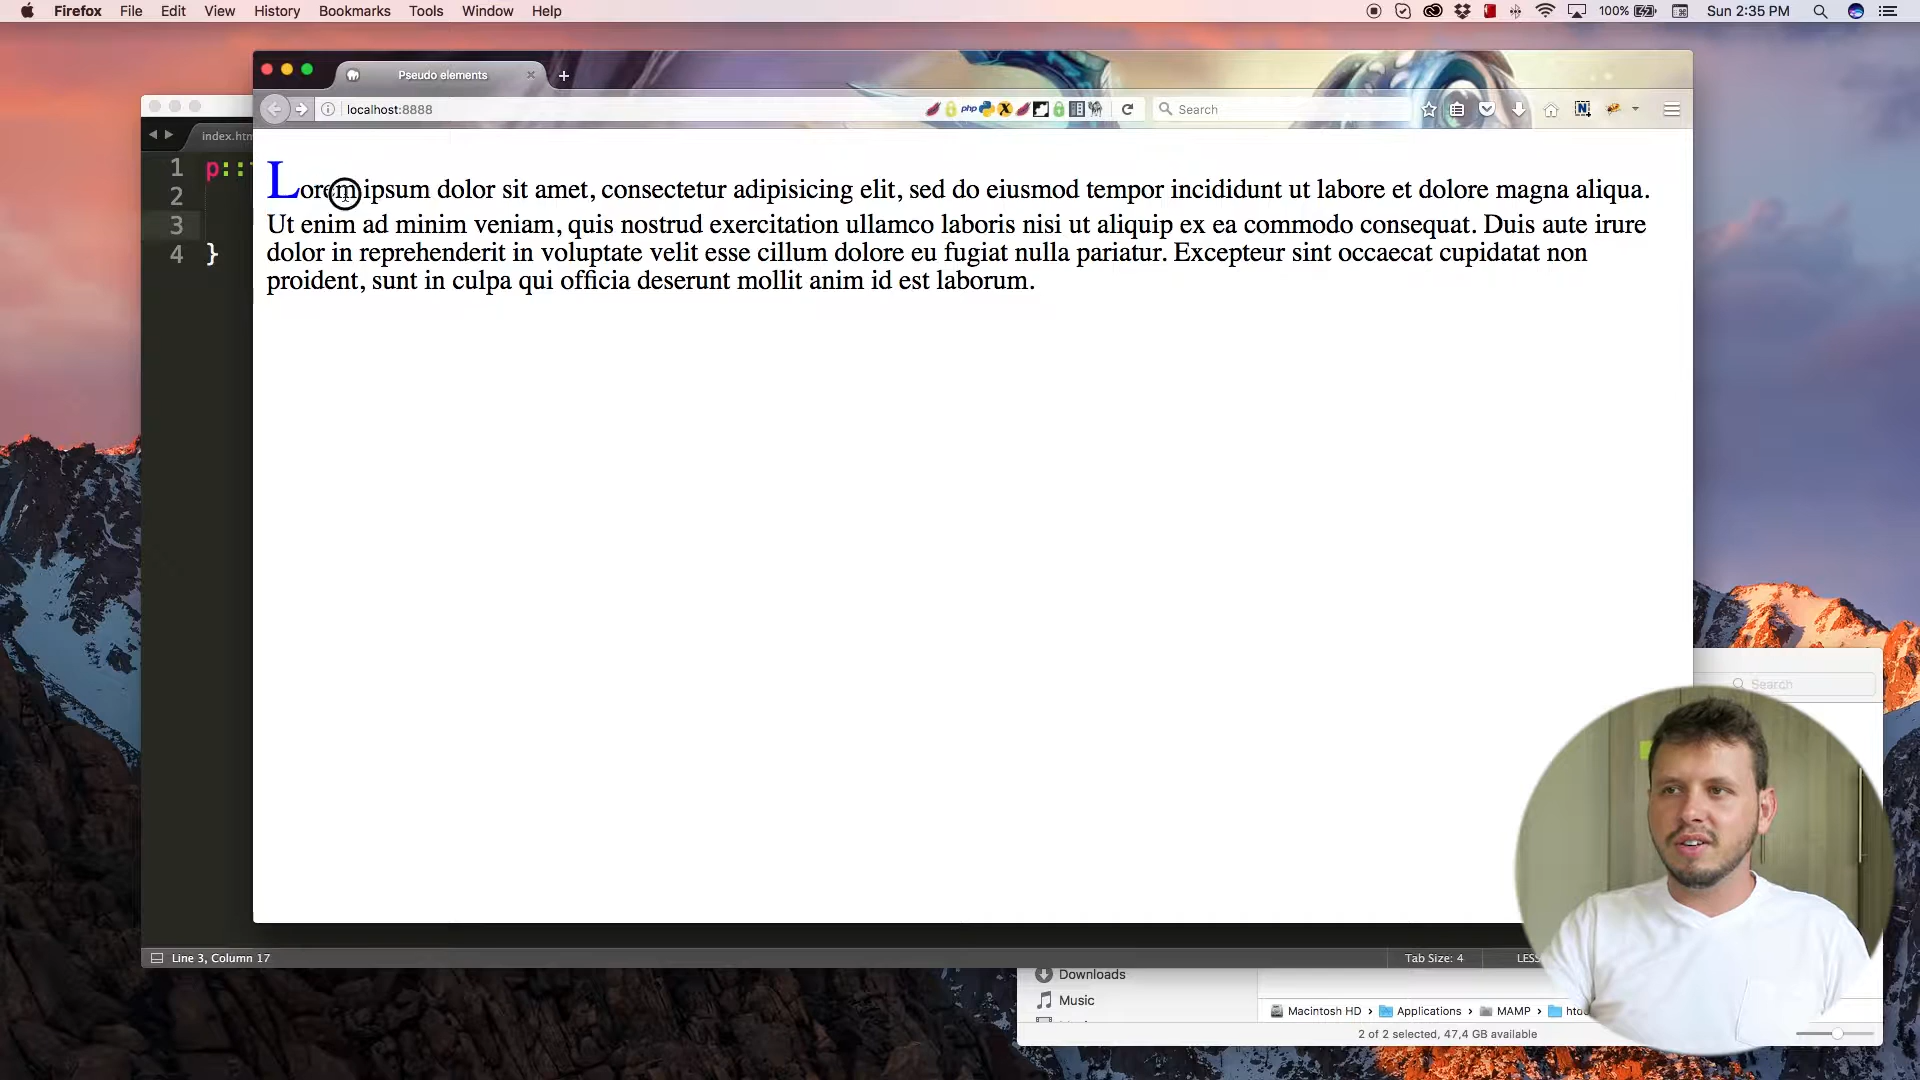 Firefox File Edit View History Bookmarks Tools Window Help
100% Sun 2:35 PM
Pseudo elements
localhost:8888
php
Search
index.htm
1 p::
2
3
4 }
Lorem ipsum dolor sit amet, consectetur adipisicing elit, sed do eiusmod tempor incididunt ut labore et dolore magna aliqua.
Ut enim ad minim veniam, quis nostrud exercitation ullamco laboris nisi ut aliquip ex ea commodo consequat. Duis aute irure
dolor in reprehenderit in voluptate velit esse cillum dolore eu fugiat nulla pariatur. Excepteur sint occaecat cupidatat non
proident, sunt in culpa qui officia deserunt mollit anim id est laborum.
Search
Line 3, Column 17
Tab Size: 4
LESS
Downloads
Music
Macintosh HD › Applications › MAMP ›
2 of 2 selected, 47,4 GB available